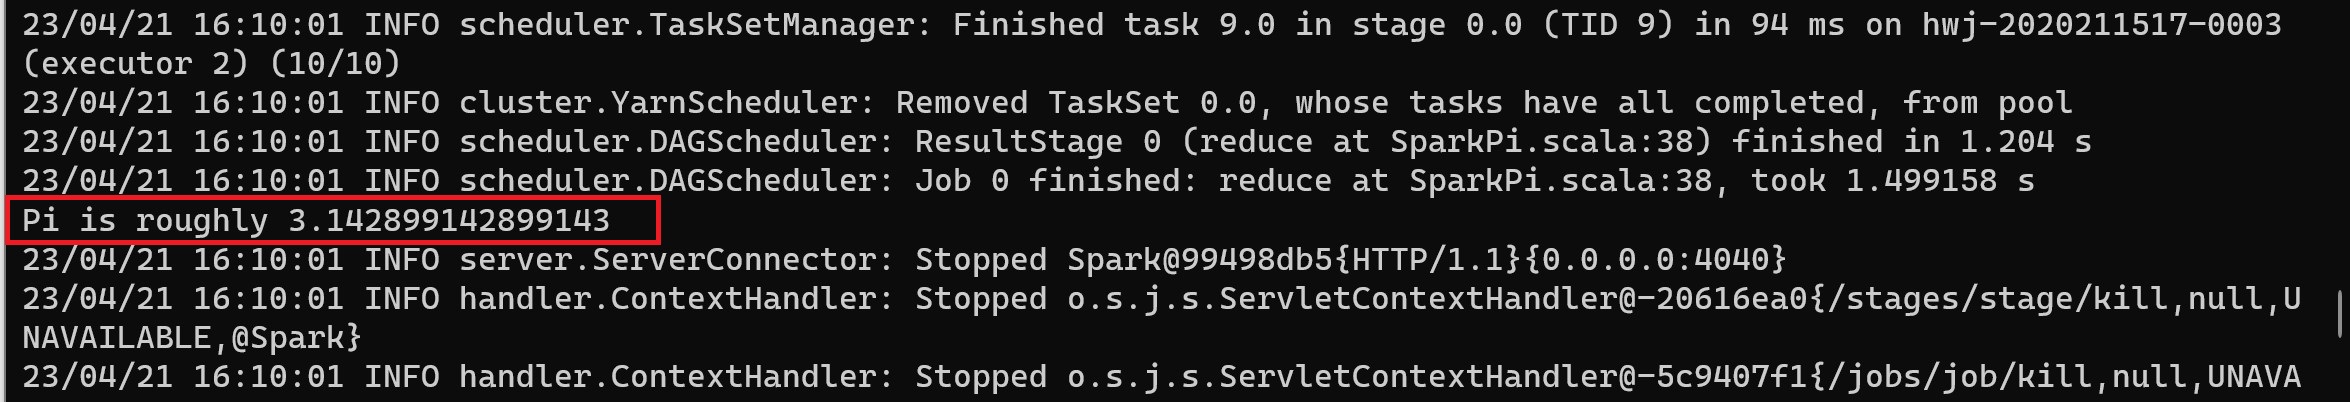 23/04/21 16:10:01 INFO scheduler.TaskSetManager: Finished task 9.0 in stage 0.0 (TID 9) in 94 ms on hwj-2020211517-0003
(executor 2) (10/10)
23/04/21 16:10:01 INFO cluster.YarnScheduler: Removed TaskSet 0.0, whose tasks have all completed, from pool
23/04/21 16:10:01 INFO scheduler.DAGScheduler: ResultStage 0 (reduce at SparkPi.scala:38) finished in 1.204 s
23/04/21 16:10:01 INFO scheduler.DAGScheduler: Job 0 finished: reduce at SparkPi.scala:38, took 1.499158 s
Pi is roughly 3.142899142899143
23/04/21 16:10:01 INFO server.ServerConnector: Stopped Spark@99498db5{HTTP/1.1}{0.0.0.0:4040}
23/04/21 16:10:01 INFO handler.ContextHandler: Stopped o.s.j.s.ServletContextHandler@-20616ea0{/stages/stage/kill,null,U
NAVAILABLE,@Spark}
23/04/21 16:10:01 INFO handler.ContextHandler: Stopped o.s.j.s.ServletContextHandler@-5c9407f1{/jobs/job/kill,null,UNAVA